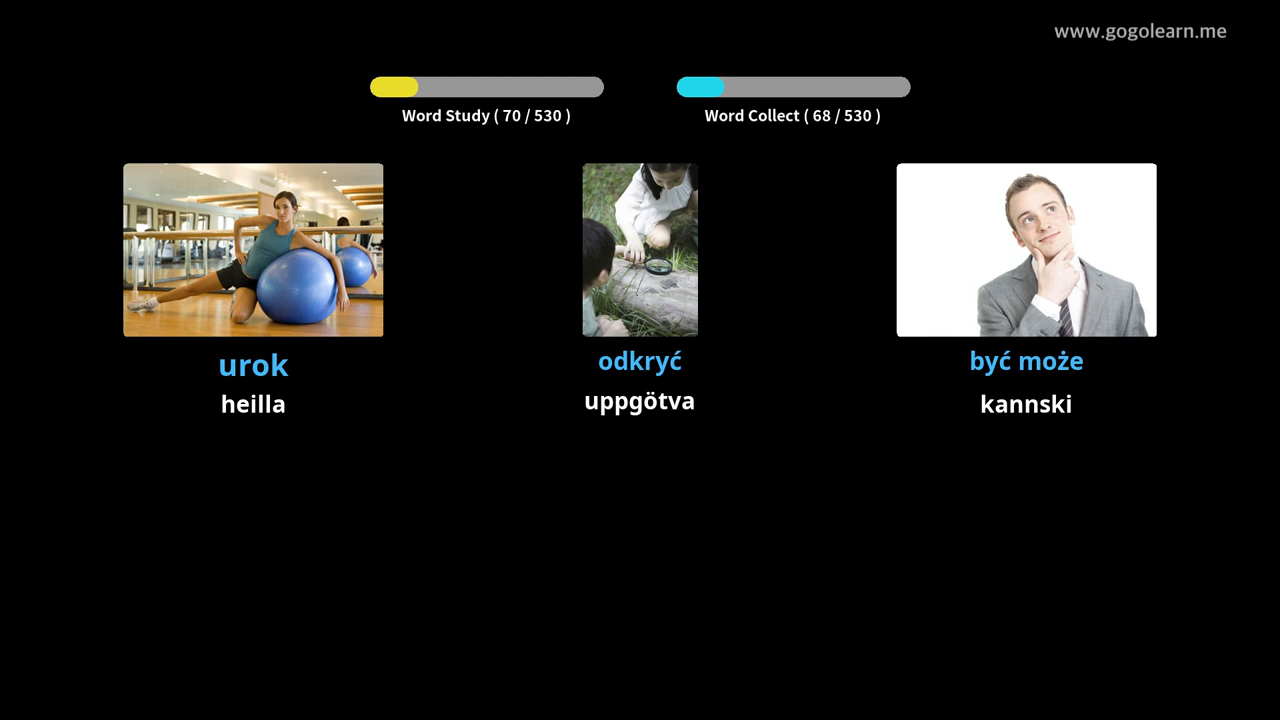 www.gogolearn.me
Word Study ( 70 / 530 )
Word Collect ( 68 / 530 )
urok
heilla
odkryć
uppgötva
być może
kannski